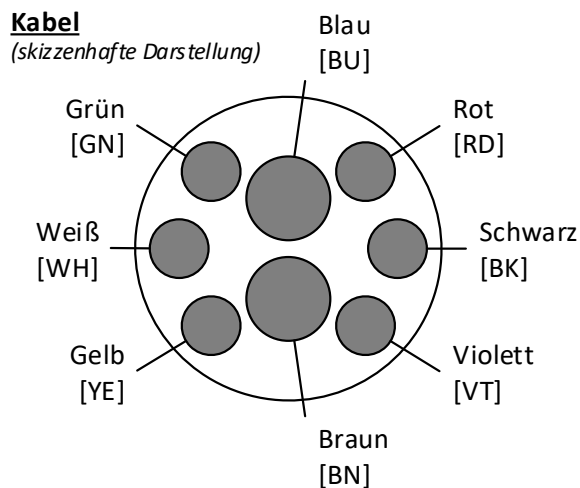 Kabel
(skizzenhafte Darstellung)
Blau
[BU]
Grün
[GN]
Rot
[RD]
Weiß
[WH]
Schwarz
[BK]
Gelb
[YE]
Violett
[VT]
Braun
[BN]